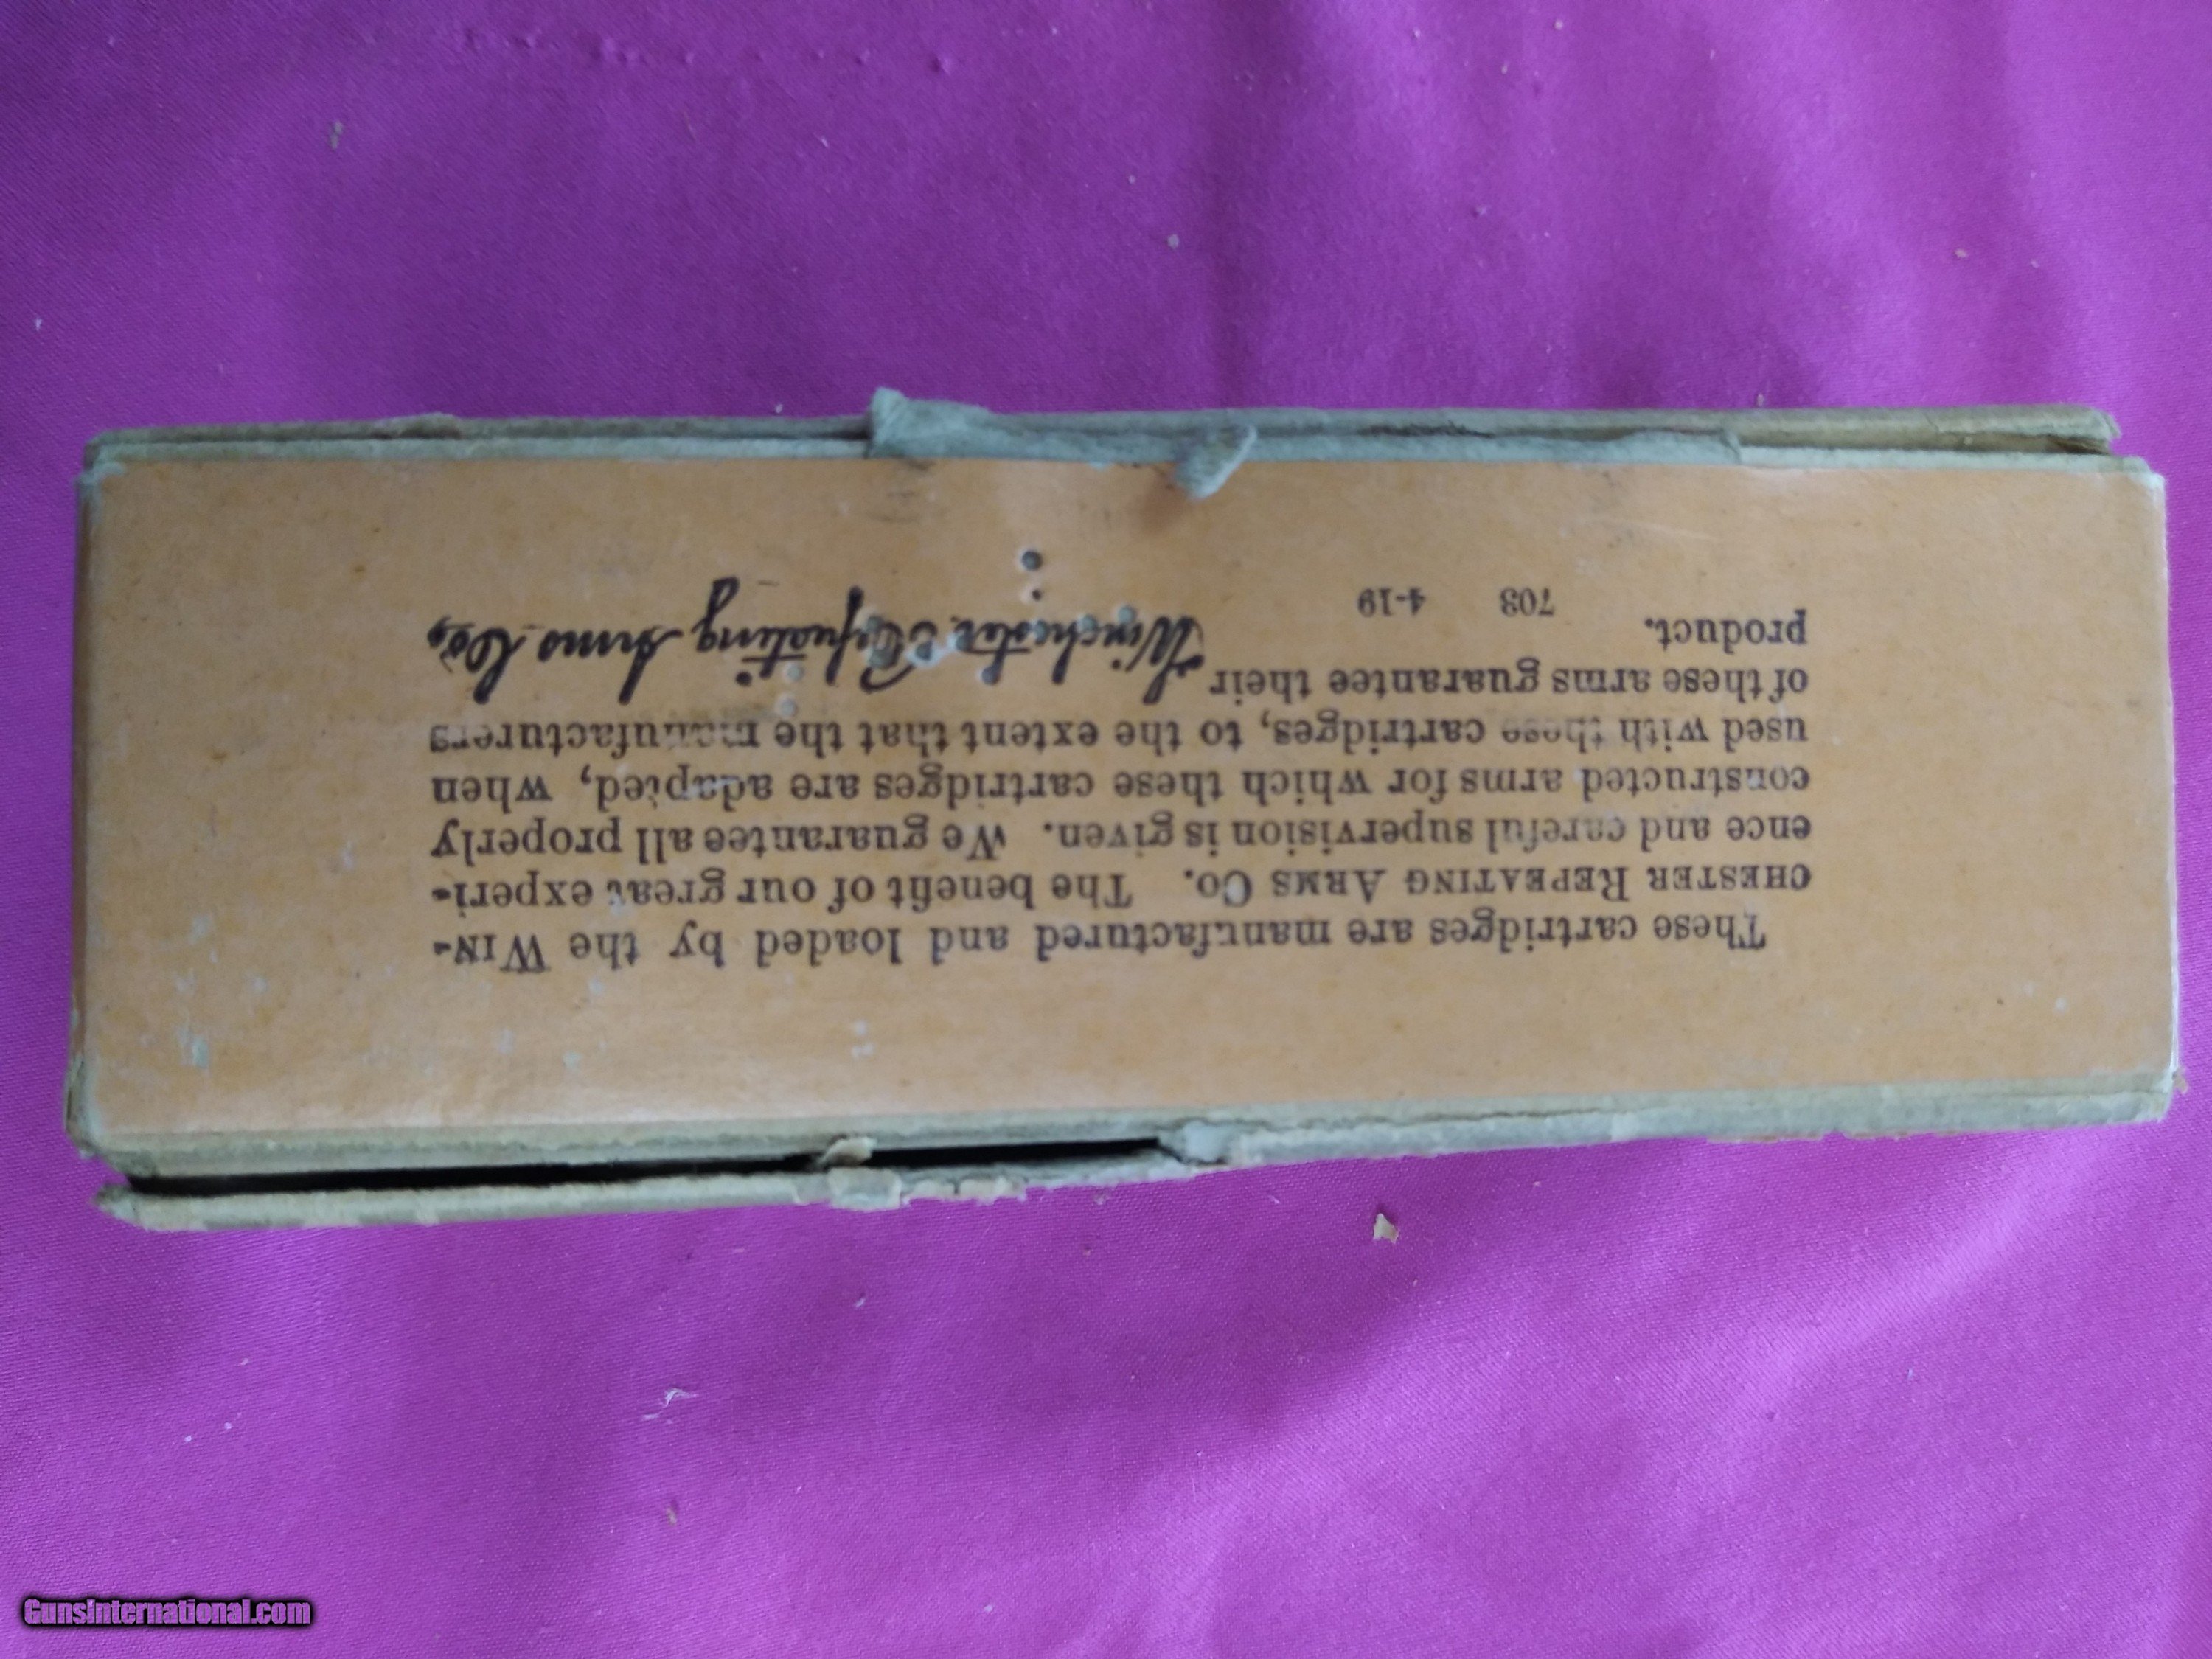 These cartridges are manufactured and loaded by the WIN-
CHESTER REPEATING ARMS CO. The benefit of our great experi-
ence and careful supervision is given. We guarantee all properly
constructed arms for which these cartridges are adapted, when
used with these cartridges, to the extent that the manufacturers
of these arms guarantee their
product.
703 4-19
Winchester Repeating Arms Co.
GunsInternational.com